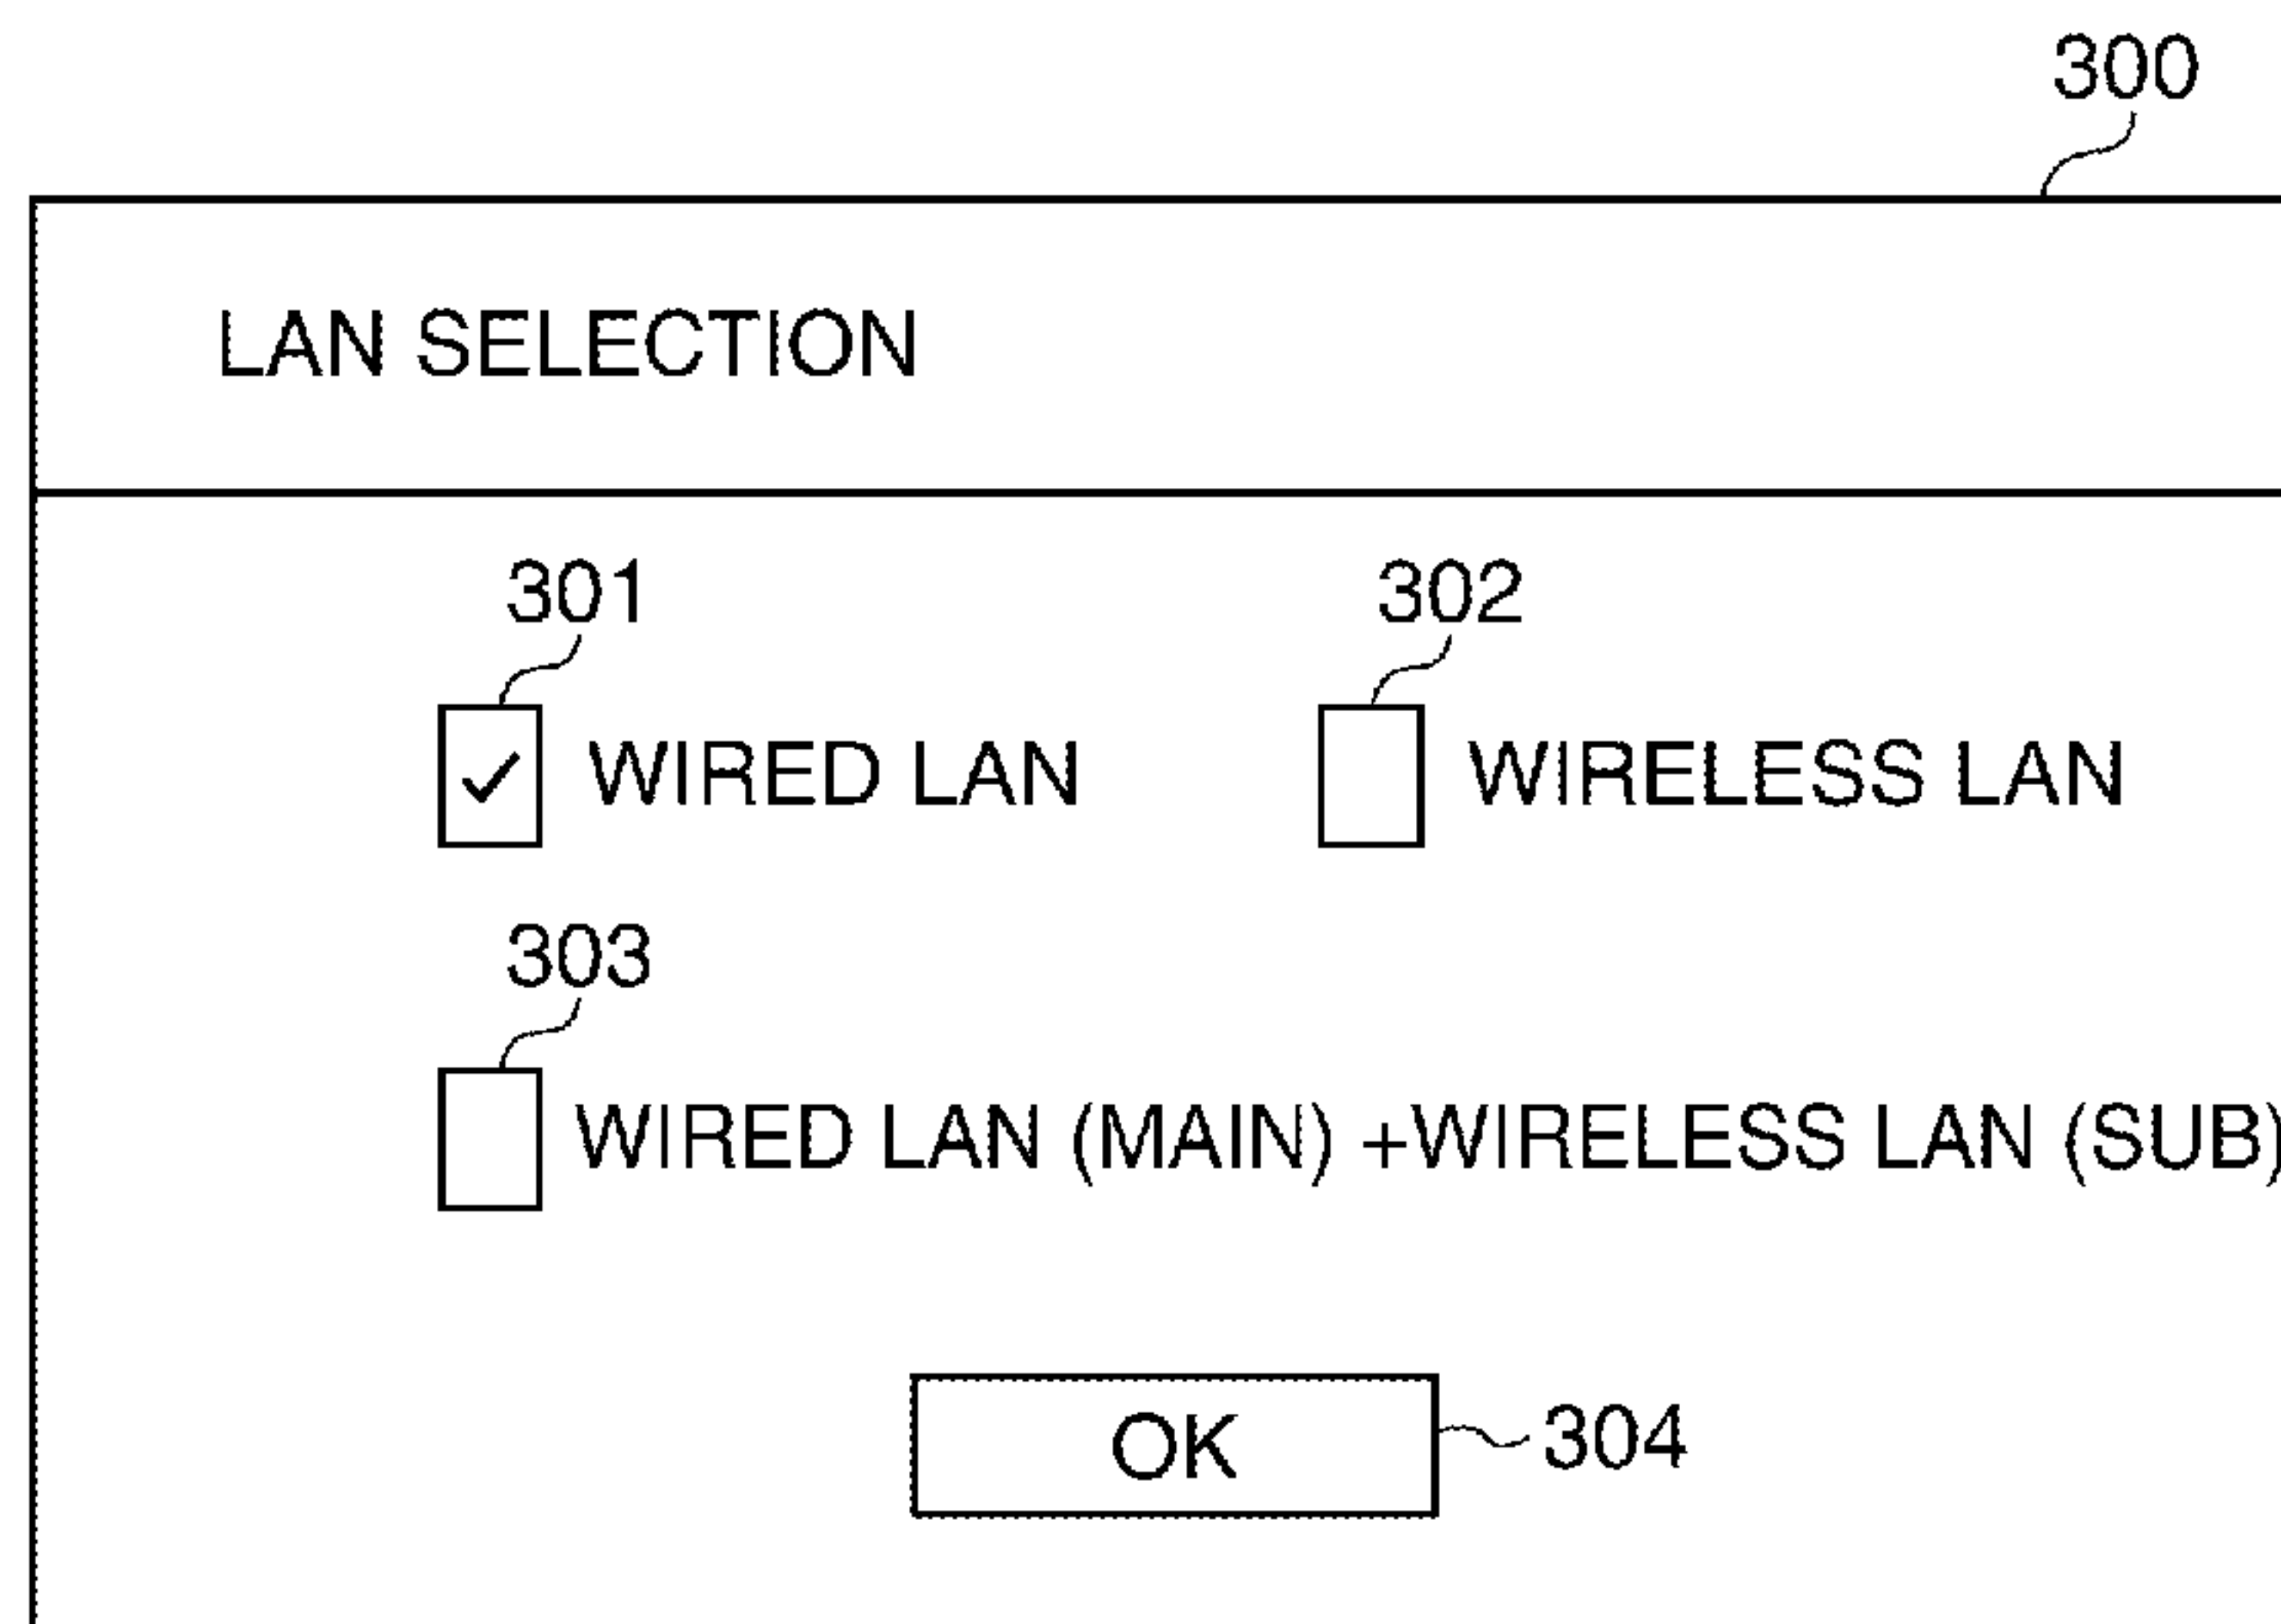 300
LAN SELECTION
301 302
WIRED LAN WIRELESS LAN
303
WIRED LAN (MAIN) +WIRELESS LAN (SUB)
OK 304